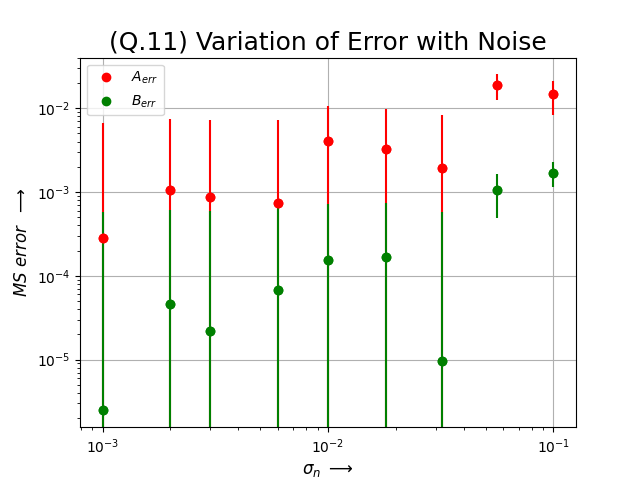 (Q.11) Variation of Error with Noise
A_err
B_err
MS error ⟶
10^-2
10^-3
10^-4
10^-5
10^-3
10^-2
10^-1
σ_n ⟶